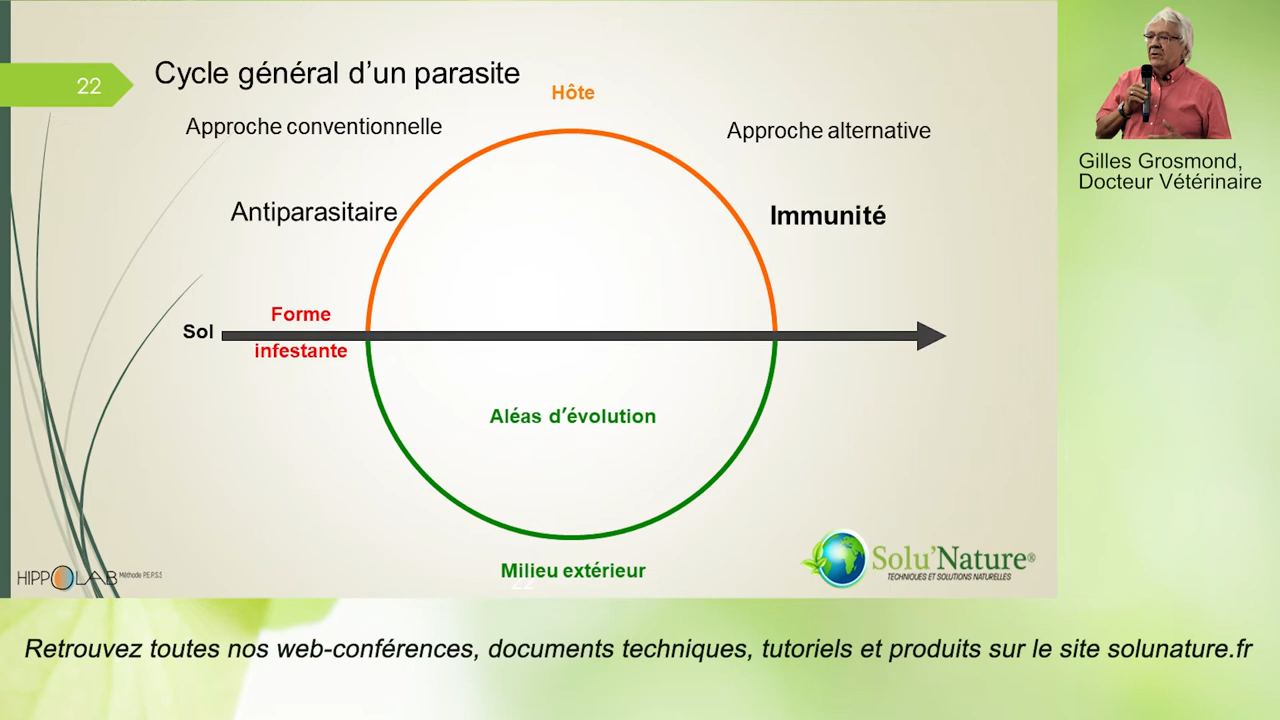 22
Cycle général d'un parasite
Hôte
Approche conventionnelle
Approche alternative
Antiparasitaire
Immunité
Forme
Sol
infestante
Aléas d'évolution
Milieu extérieur
22
HIPPOLAB Méthode P.E.P.S.S
Solu'Nature®
TECHNIQUES ET SOLUTIONS NATURELLES
Gilles Grosmond,
Docteur Vétérinaire
Retrouvez toutes nos web-conférences, documents techniques, tutoriels et produits sur le site solunature.fr